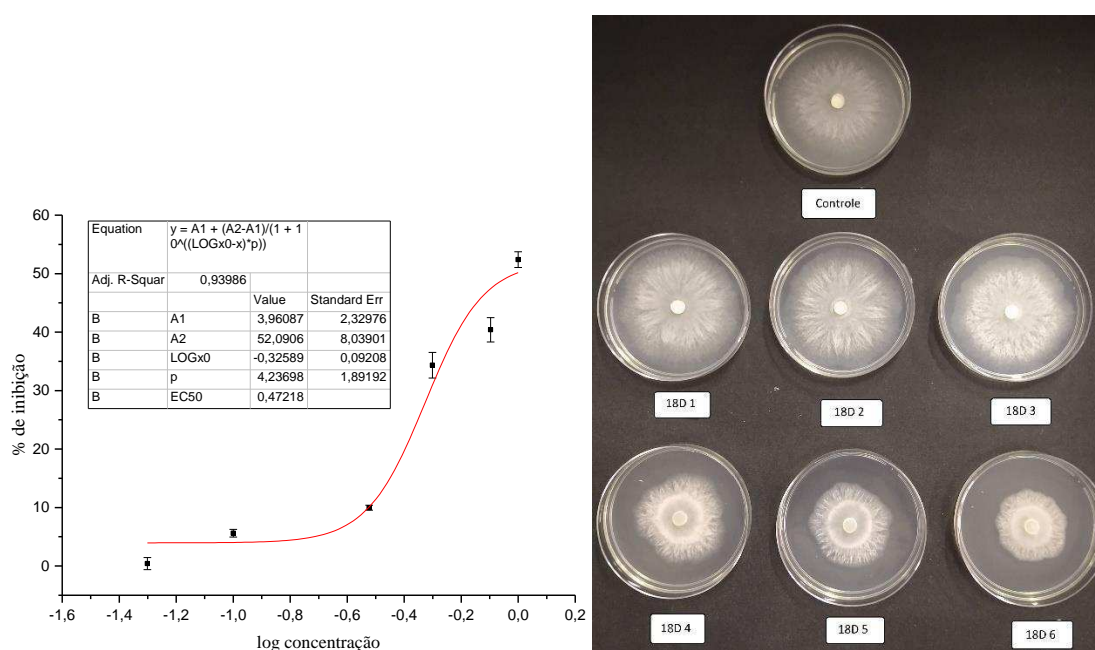 60
50
40
30
20
10
0
% de inibição
-1,6
-1,4
-1,2
-1,0
-0,8
-0,6
-0,4
-0,2
0,0
0,2
log concentração
Equation y = A1 + (A2-A1)/(1 + 1
0^((LOGx0-x)*p))
Adj. R-Squar 0,93986
Value Standard Err
B A1 3,96087 2,32976
B A2 52,0906 8,03901
B LOGx0 -0,32589 0,09208
B p 4,23698 1,89192
B EC50 0,47218
Controle
18D 1
18D 2
18D 3
18D 4
18D 5
18D 6